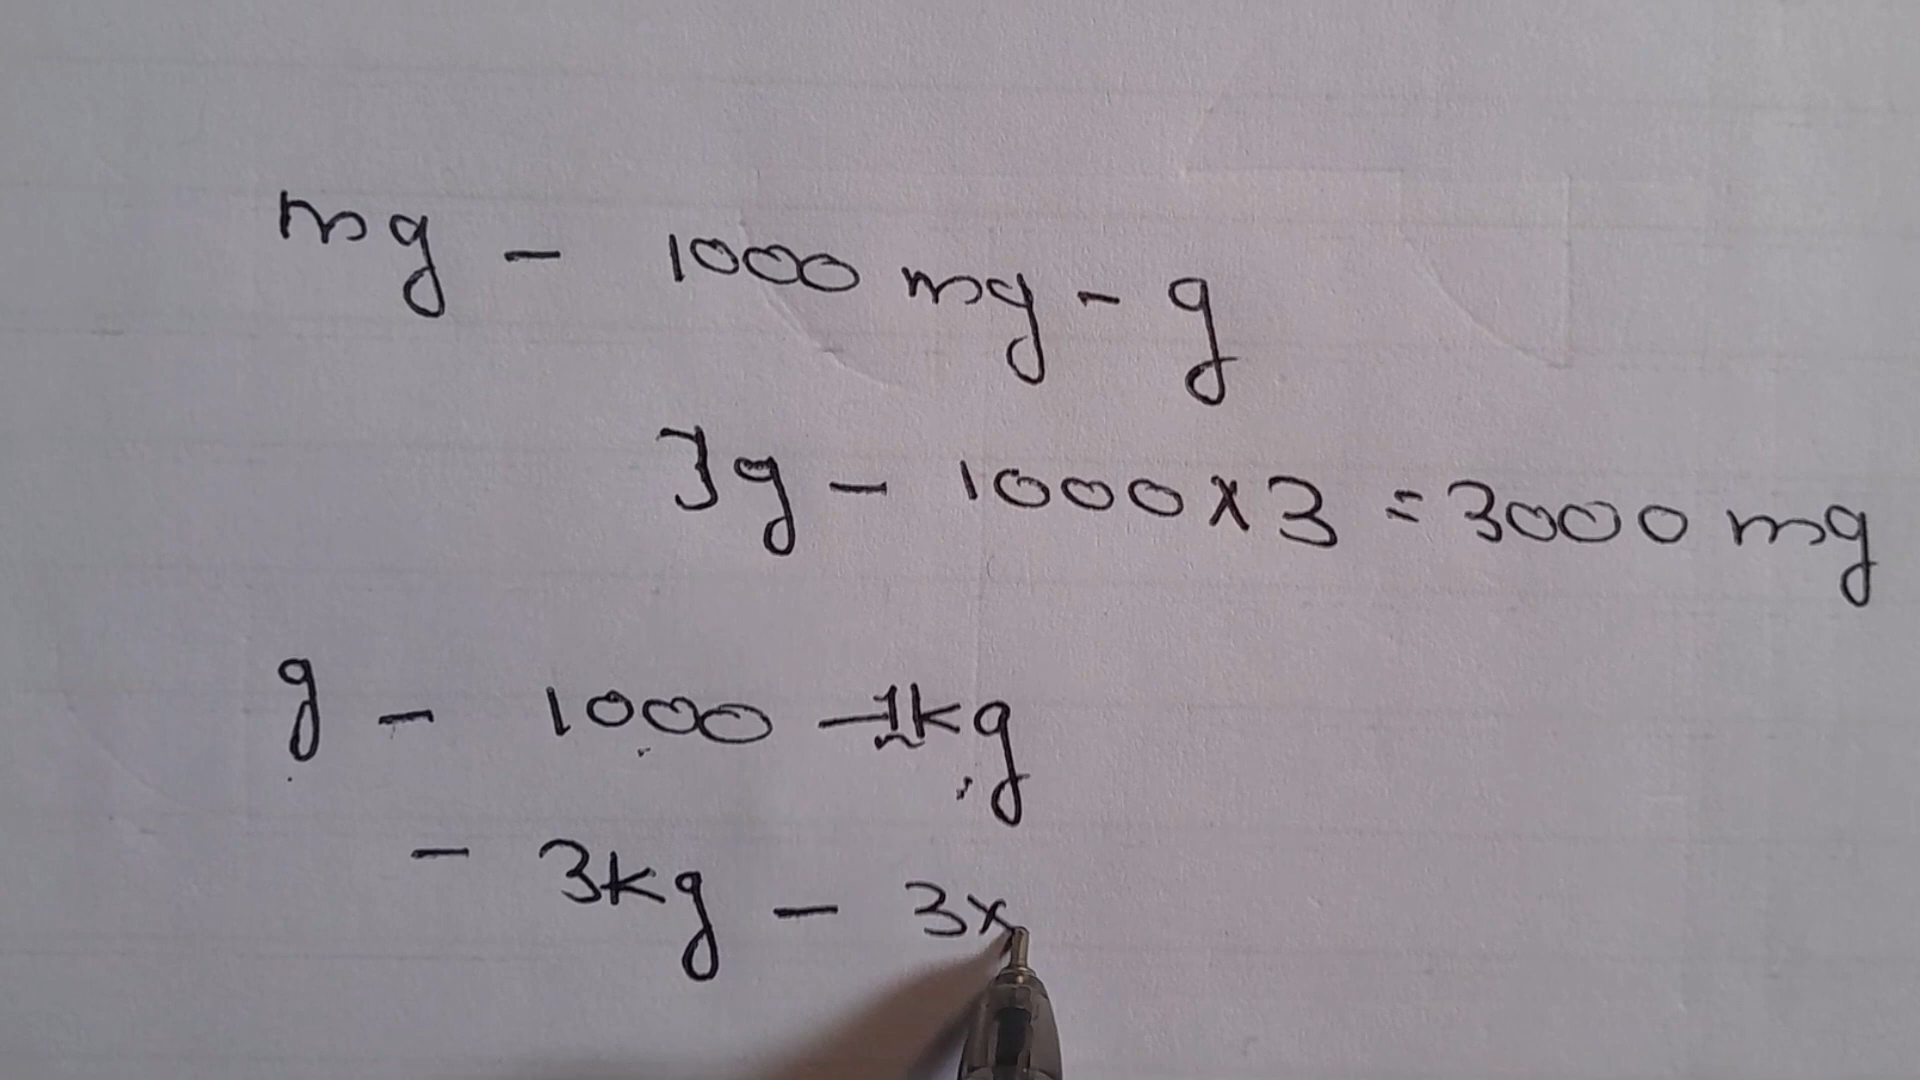 mg - 1000 mg - g
3g - 1000 x 3 = 3000 mg
g - 1000 - 1kg
- 3kg - 3x